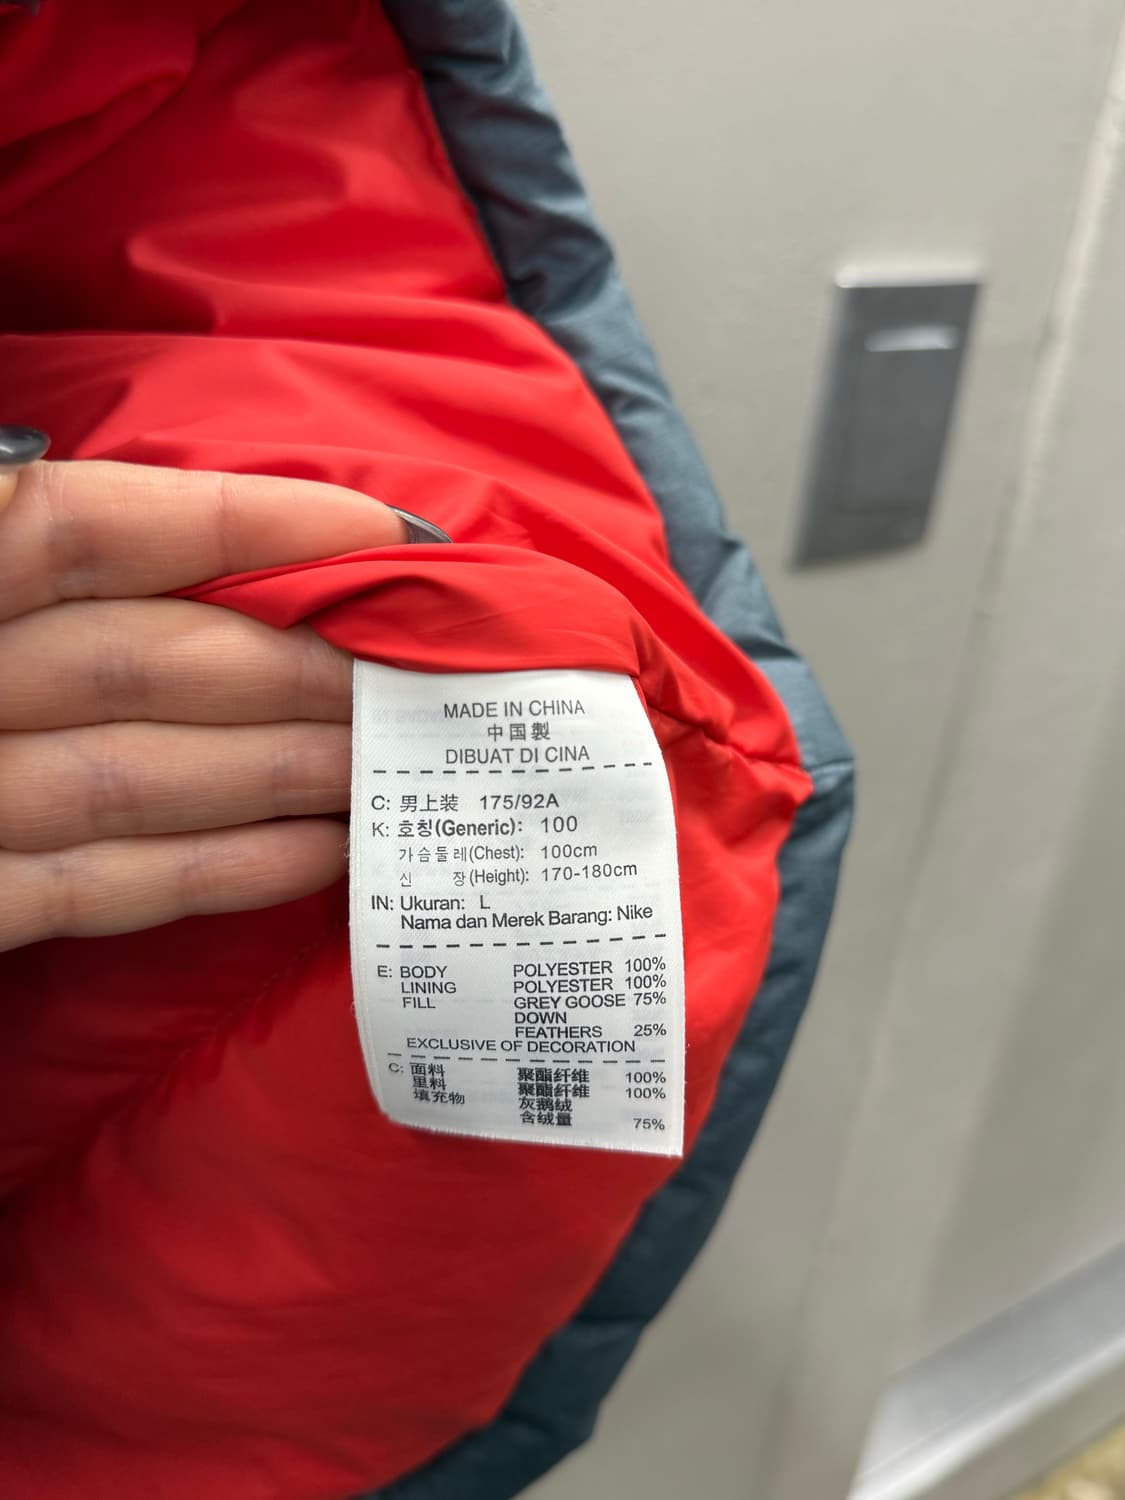 MADE IN CHINA
中国製
DIBUAT DI CINA
C: 男上装 175/92A
K: 호칭(Generic): 100
가슴둘레(Chest): 100cm
신 장(Height): 170-180cm
IN: Ukuran: L
Nama dan Merek Barang: Nike
E: BODY POLYESTER 100%
LINING POLYESTER 100%
FILL GREY GOOSE 75%
DOWN
FEATHERS 25%
EXCLUSIVE OF DECORATION
C: 面料 聚酯纤维 100%
里料 聚酯纤维 100%
填充物 灰鹅绒
含绒量 75%